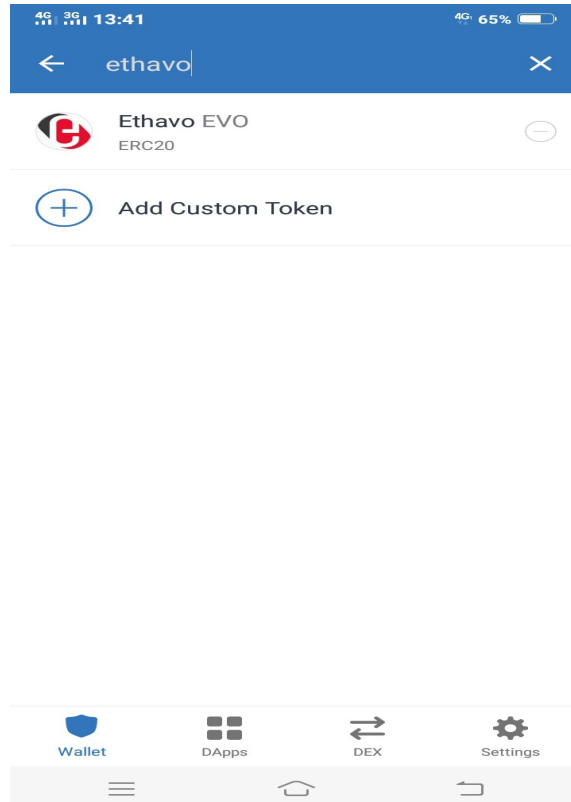 4G 3G 13:41 4G 65%
ethavo
Ethavo EVO
ERC20
Add Custom Token
Wallet DApps DEX Settings